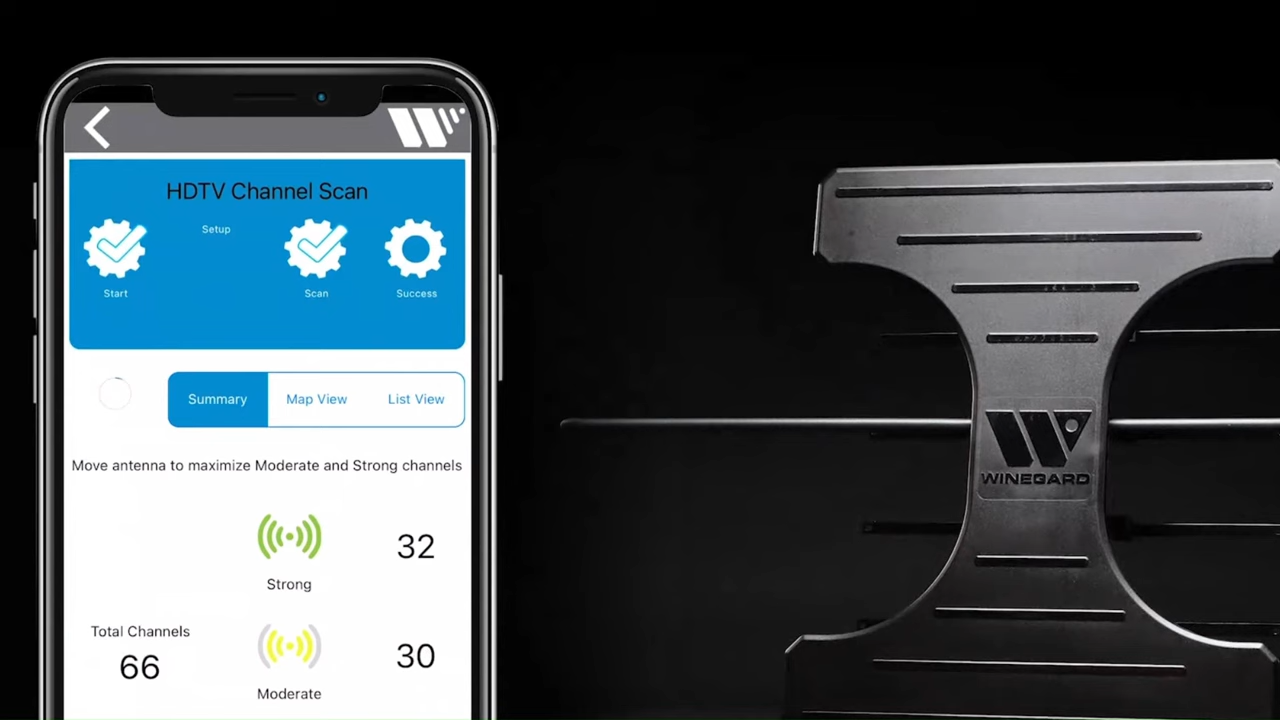 HDTV Channel Scan
Setup
Start
Scan
Success
Summary
Map View
List View
Move antenna to maximize Moderate and Strong channels
32
Strong
Total Channels
66
30
Moderate
WINEGARD